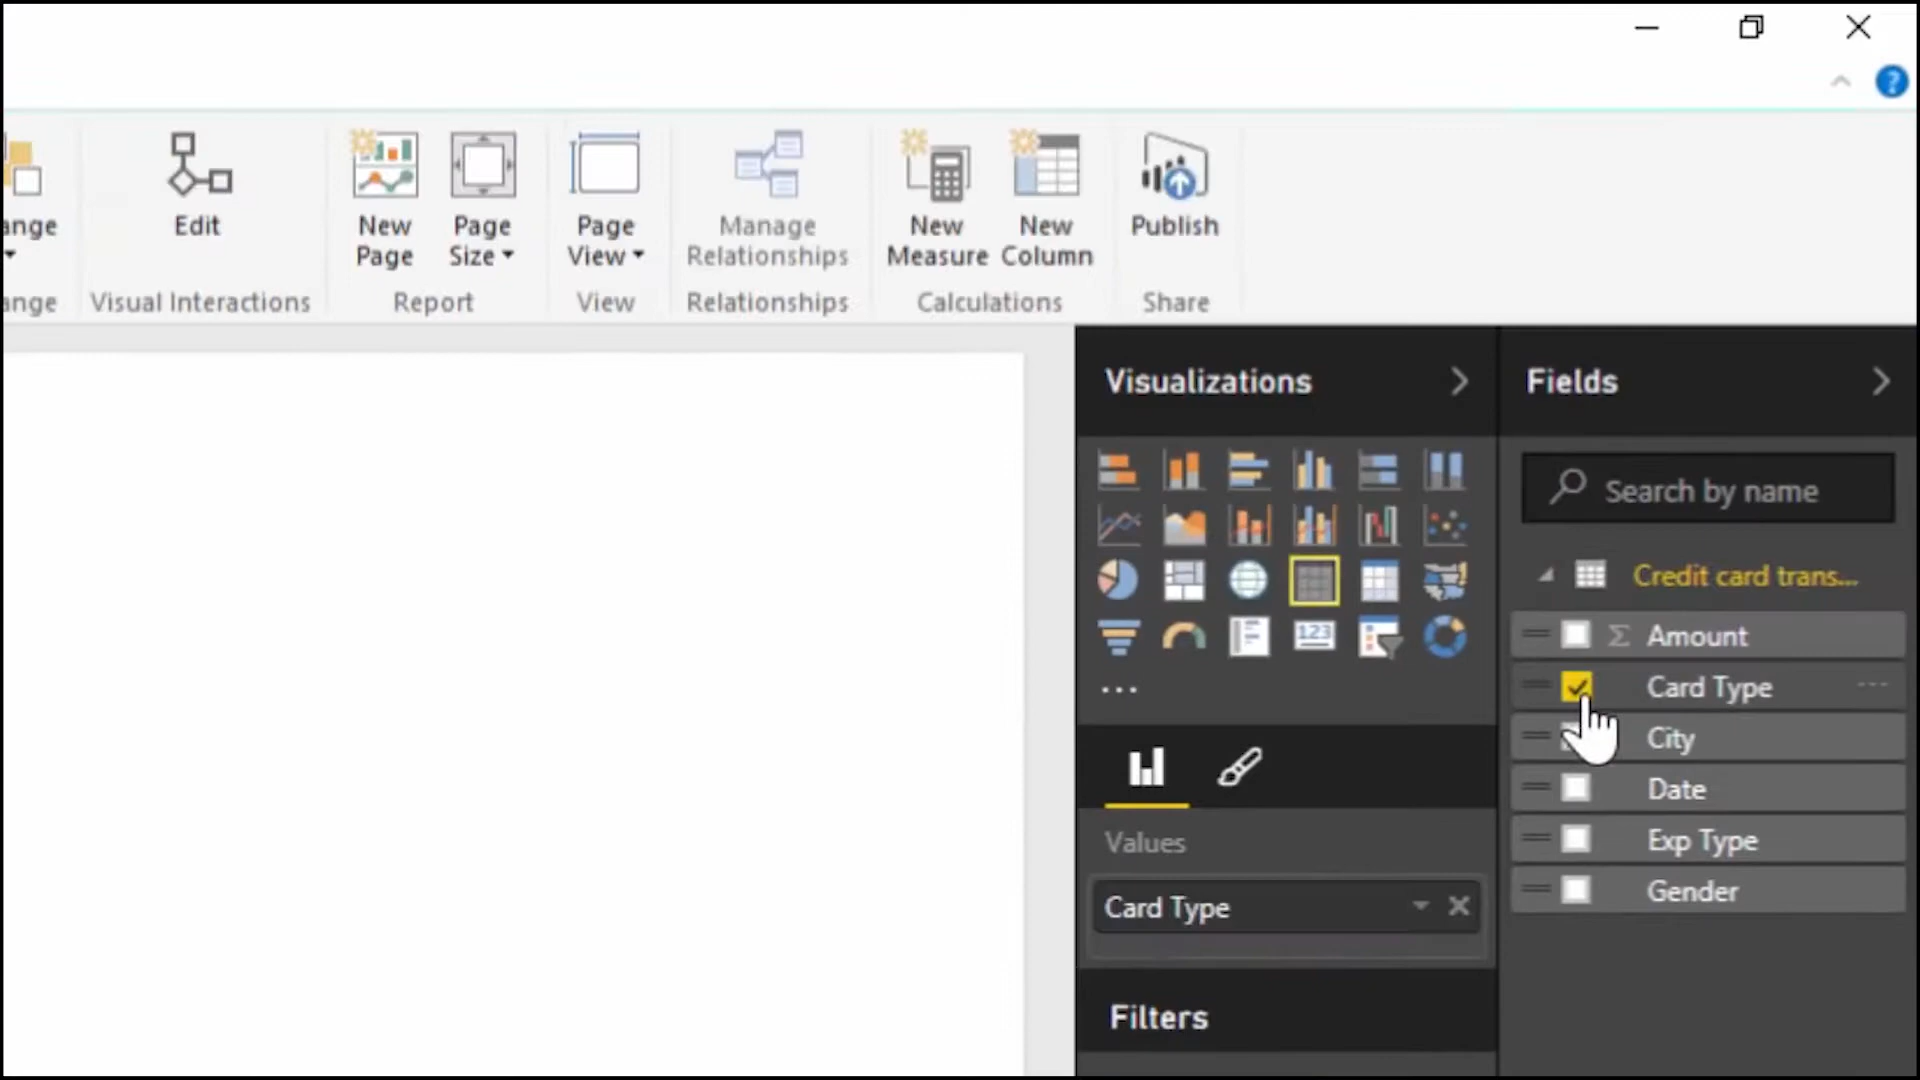 ?
ange
Edit
New Page
Page Size
Page View
Manage Relationships
New Measure
New Column
Publish
ange
Visual Interactions
Report
View
Relationships
Calculations
Share
Visualizations
Fields
Search by name
Credit card trans...
Σ Amount
Card Type
City
Date
Exp Type
Gender
123
...
Values
Card Type
Filters